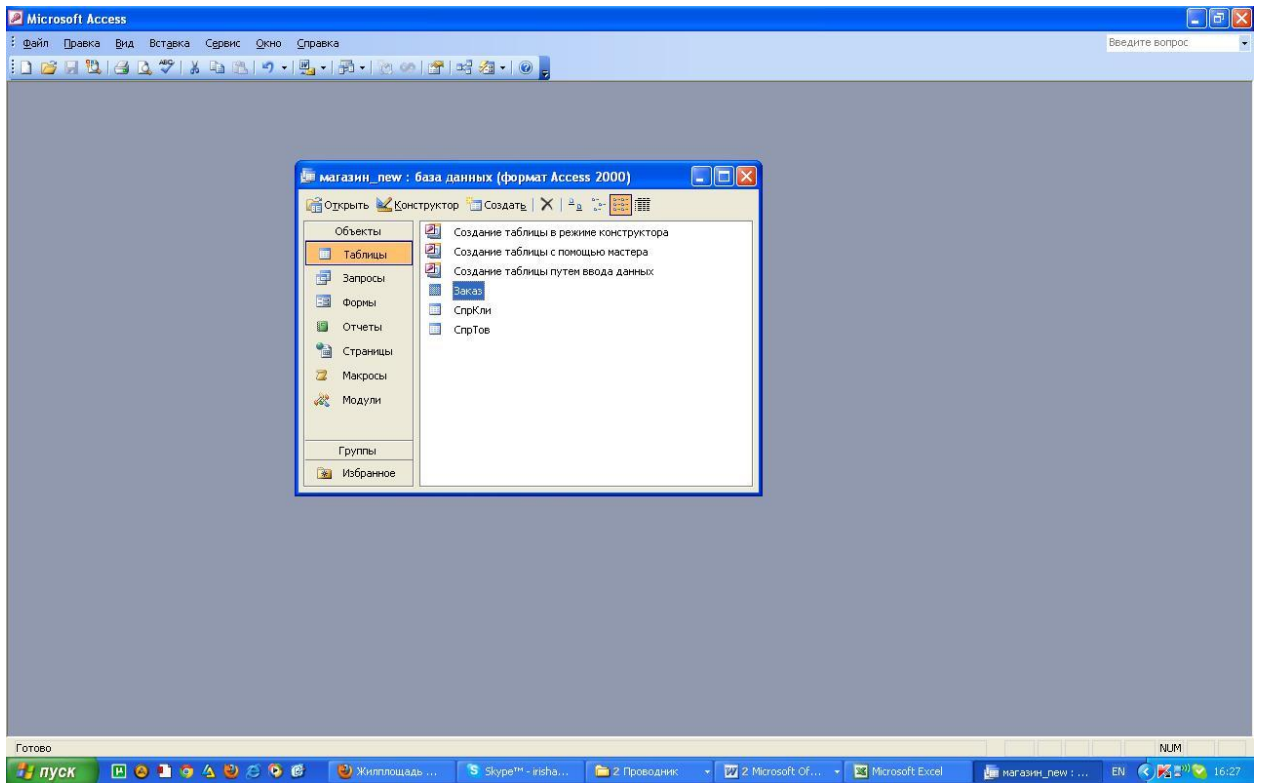 Microsoft Access
Файл Правка Вид Вставка Сервис Окно Справка
Введите вопрос
магазин_new : база данных (формат Access 2000)
Открыть Конструктор Создать
Объекты
Таблицы
Запросы
Формы
Отчеты
Страницы
Макросы
Модули
Группы
Избранное
Создание таблицы в режиме конструктора
Создание таблицы с помощью мастера
Создание таблицы путем ввода данных
Заказ
СпрКли
СпрТов
Готово
NUM
пуск
Жилплощадь ...
Skype™ - irisha...
2 Проводник
2 Microsoft Of...
Microsoft Excel
магазин_new : ...
EN
16:27